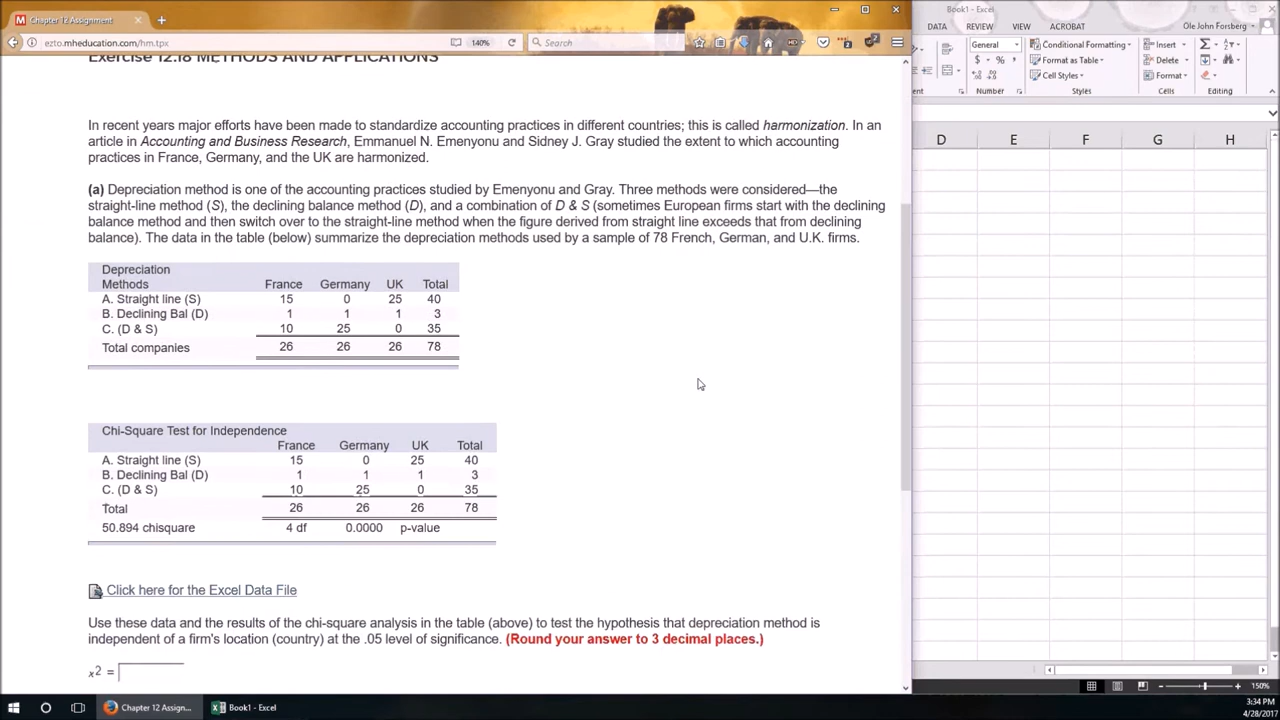 Chapter 12 Assignment
Book1 - Excel
ezto.mheducation.com/hm.tpx
140%
Search
DATA REVIEW VIEW ACROBAT
Ole John Forsberg
General
Conditional Formatting
Format as Table
Cell Styles
Insert
Delete
Format
Number Styles Cells Editing
Exercise 12.18 METHODS AND APPLICATIONS
D E F G H
In recent years major efforts have been made to standardize accounting practices in different countries; this is called harmonization. In an
article in Accounting and Business Research, Emmanuel N. Emenyonu and Sidney J. Gray studied the extent to which accounting
practices in France, Germany, and the UK are harmonized.
(a) Depreciation method is one of the accounting practices studied by Emenyonu and Gray. Three methods were considered—the
straight-line method (S), the declining balance method (D), and a combination of D & S (sometimes European firms start with the declining
balance method and then switch over to the straight-line method when the figure derived from straight line exceeds that from declining
balance). The data in the table (below) summarize the depreciation methods used by a sample of 78 French, German, and U.K. firms.
Depreciation
Methods France Germany UK Total
A. Straight line (S) 15 0 25 40
B. Declining Bal (D) 1 1 1 3
C. (D & S) 10 25 0 35
Total companies 26 26 26 78
Chi-Square Test for Independence
France Germany UK Total
A. Straight line (S) 15 0 25 40
B. Declining Bal (D) 1 1 1 3
C. (D & S) 10 25 0 35
Total 26 26 26 78
50.894 chisquare 4 df 0.0000 p-value
Click here for the Excel Data File
Use these data and the results of the chi-square analysis in the table (above) to test the hypothesis that depreciation method is
independent of a firm's location (country) at the .05 level of significance. (Round your answer to 3 decimal places.)
x2 =
150%
Chapter 12 Assign...
Book1 - Excel
3:34 PM
4/28/2017